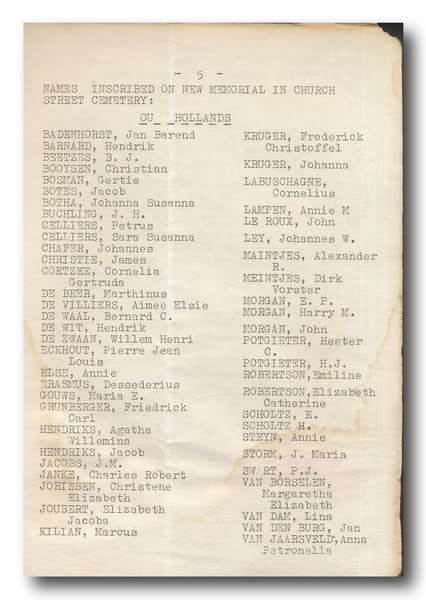 - 5 -
NAMES INSCRIBED ON NEW MEMORIAL IN CHURCH
STREET CEMETERY:
OU HOLLANDS
BADENHORST, Jan Barend
BARNARD, Hendrik
BEETZES, B. J.
BOOYSEN, Christian
BOSMAN, Gertie
BOTES, Jacob
BOTHA, Johanna Susanna
BUCHLING, J. H.
CELLIERS, Petrus
CELLIERS, Sara Susanna
CHAFER, Johannes
CHRISTIE, James
COETZEE, Cornelia
Gertruda
DE BEER, Marthinus
DE VILLIERS, Aimee Elsie
DE WAAL, Bernard C.
DE WIT, Hendrik
DE ZWAAN, Willem Henri
ECKHOUT, Pierre Jean
Louis
ELSE, Annie
ERASMUS, Dessederius
GOUWS, Maria E.
GRUNBERGER, Friedrick
Carl
HENDRIKS, Agatha
Willemina
HENDRIKS, Jacob
JACOBS, J.M.
JANKE, Charles Robert
JORISSEN, Christene
Elizabeth
JOUBERT, Elizabeth
Jacoba
KILIAN, Marcus
KRUGER, Frederick
Christoffel
KRUGER, Johanna
LABUSCHAGNE,
Cornelius
LAMPEN, Annie M
LE ROUX, John
LEY, Johannes W.
MAINTJES, Alexander
R.
MEINTJES, Dirk
Vorster
MORGAN, E. P.
MORGAN, Harry M.
MORGAN, John
POTGIETER, Hester
C.
POTGIETER, H.J.
ROBERTSON,Emiline
ROBERTSON,Elizabeth
Catherine
SCHOLTZ, E.
SCHOLTZ H.
STEYN, Annie
STORM, J. Maria
SWART, P.J.
VAN BORSELEN,
Margaretha
Elizabeth
VAN DAM, Lina
VAN DEN BURG, Jan
VAN JAARSVELD,Anna
Petronella